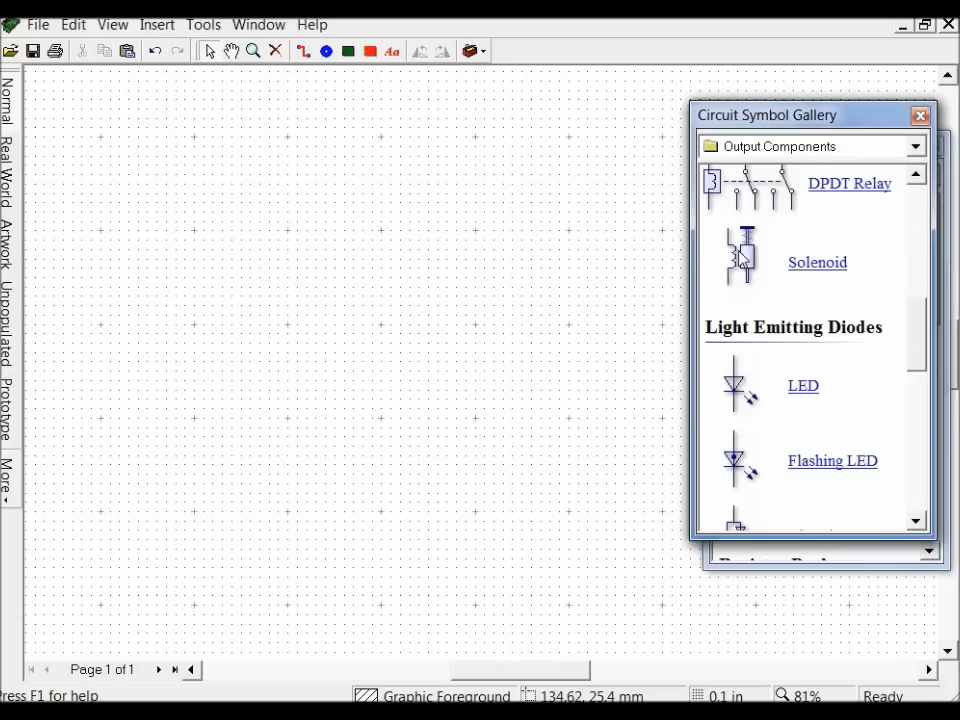 File Edit View Insert Tools Window Help
Aa
Normal
Real World
Artwork
Unpopulated
Prototype
More
Circuit Symbol Gallery
Output Components
DPDT Relay
Solenoid
Light Emitting Diodes
LED
Flashing LED
Page 1 of 1
Press F1 for help
Graphic Foreground
134.62, 25.4 mm
0.1 in
81%
Ready